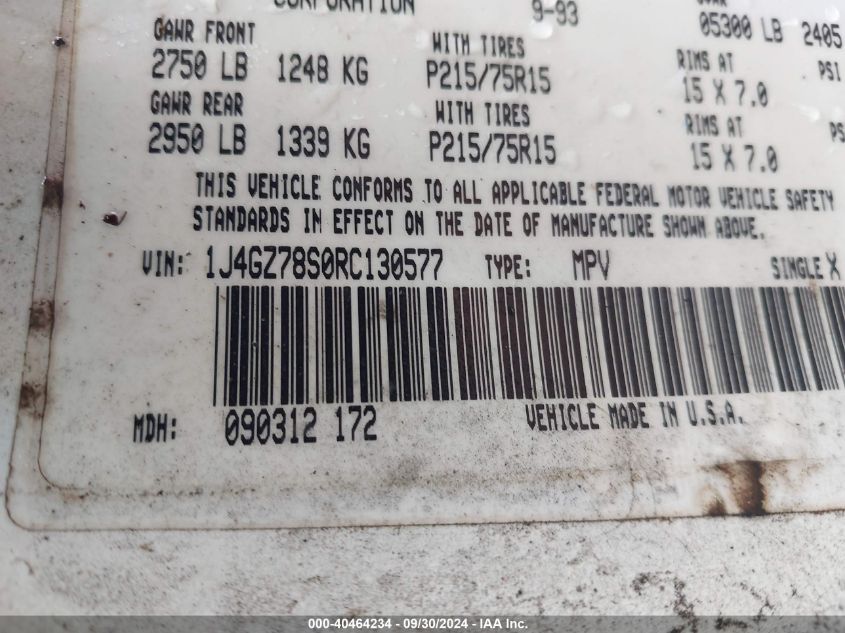 CORPORATION 9-93
GAWR FRONT WITH TIRES 05300 LB 2405
2750 LB 1248 KG P215/75R15 RIMS AT PSI
15 X 7.0
GAWR REAR WITH TIRES RIMS AT
2950 LB 1339 KG P215/75R15 15 X 7.0
THIS VEHICLE CONFORMS TO ALL APPLICABLE FEDERAL MOTOR VEHICLE SAFETY
STANDARDS IN EFFECT ON THE DATE OF MANUFACTURE SHOWN ABOVE.
VIN: 1J4GZ78S0RC130577 TYPE: MPV SINGLE X
MDH: 090312 172 VEHICLE MADE IN U.S.A.
000-40464234 - 09/30/2024 - IAA Inc.